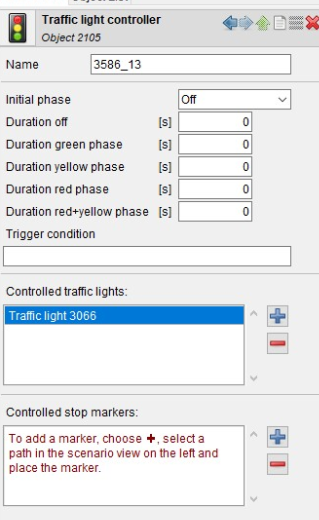 Traffic light controller
Object 2105
Name 3586_13
Initial phase Off
Duration off [s] 0
Duration green phase [s] 0
Duration yellow phase [s] 0
Duration red phase [s] 0
Duration red+yellow phase [s] 0
Trigger condition
Controlled traffic lights:
Traffic light 3066
Controlled stop markers:
To add a marker, choose +, select a
path in the scenario view on the left and
place the marker.